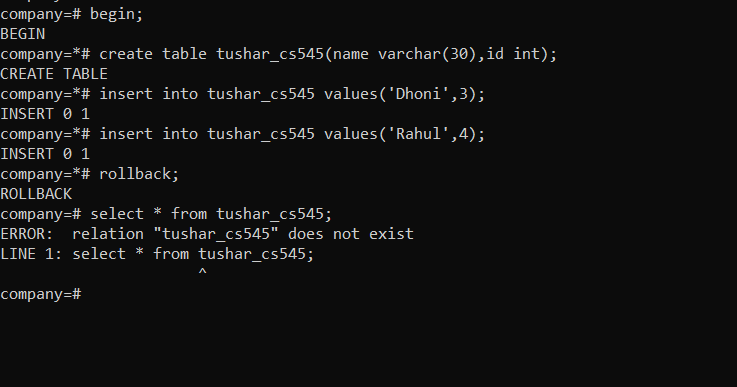 company=# begin;
BEGIN
company=*# create table tushar_cs545(name varchar(30),id int);
CREATE TABLE
company=*# insert into tushar_cs545 values('Dhoni',3);
INSERT 0 1
company=*# insert into tushar_cs545 values('Rahul',4);
INSERT 0 1
company=*# rollback;
ROLLBACK
company=# select * from tushar_cs545;
ERROR:  relation "tushar_cs545" does not exist
LINE 1: select * from tushar_cs545;
                      ^
company=#